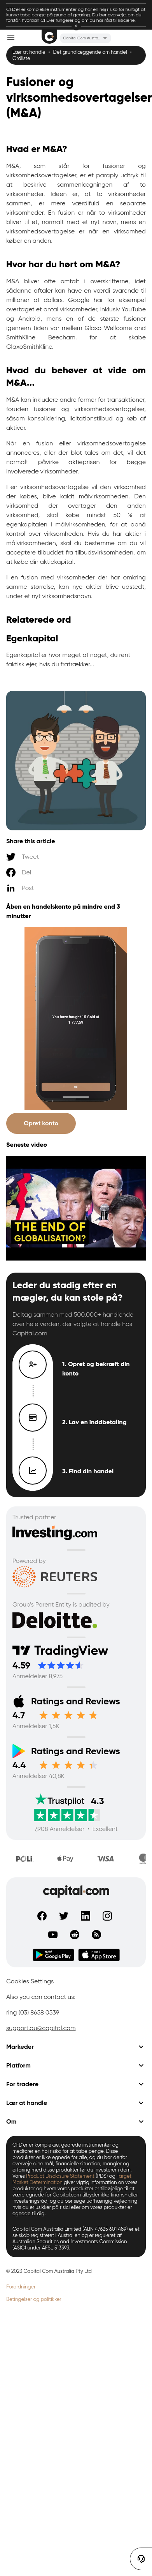 CFD'er er komplekse instrumenter og har en høj risiko for hurtigt at
kunne tabe penge på grund af gearing. Du bør overveje, om du
forstår, hvordan CFD'er fungerer og om du har råd til risiciene.
Capital Com Austra...
Lær at handle • Det grundlæggende om handel •
Ordliste
Fusioner og
virksomhedsovertagelser
(M&A)
Hvad er M&A?
M&A, som står for fusioner og
virksomhedsovertagelser, er et paraply udtryk til
at beskrive den overordnede sammenføring af to
enheder. Ideen er, at to virksomheder
sammen, er mere værdifuld end en separate
enheder. En fusion er når to virksomheder
bliver til et, normalt med et nyt navn, og en
virksomhedsovertagelse er når en virksomhed
køber en anden.
Hvor har du hørt om M&A?
M&A bliver ofte omtalt i overskrifterne, idet
sådanne aftaler kan have en værdi svarende til
milliarder af dollars. Google har for eksempel
overtaget et antal virksomheder, inklusiv YouTube
og Android, mens en af de største fusioner
gennem tiden var mellem Glaxo Wellcome and
SmithKline Beecham, for at skabe
GlaxoSmithKline.
Hvad du behøver at vide om
M&A...
M&A kan inkludere andre former for transaktioner,
foruden fusioner og virksomhedsovertagelser,
såsom konsolidering, licitationstilbud og køb af
aktiver.
Når en fusion eller virksomhedsovertagelse
annonceres, eller der blot tales om det, vil det
normalt påvirke aktieprisen for begge
involverede virksomheder.
I en virksomhedsovertagelse vil den virksomhed
der købes, blive kaldt målvirksomheden. Den
virksomhed der overtager den anden
virksomhed, skal købe mindst 50 % af
egenkapitalen i målvirksomheden, for at opnå
kontrol over virksomheden. Hvis du har aktier i
målvirksomheden, skal du bestemme om du vil
acceptere tilbuddet fra tilbudsvirksomheden, om
at købe din aktiekapital.
I en fusion med virksomheder der har omkring
samme størrelse, kan nye aktier blive udstedt,
under et nyt virksomhedsnavn.
Relaterede ord
Egenkapital
Egenkapital er hvor meget af noget, du rent
faktisk ejer, hvis du fratrækker...
Share this article
Tweet
Del
Post
Åben en handelskonto på mindre end 3
minutter
You have bought 10 Gold at
1 777,59
Opret konto
Seneste video
THE END OF
GLOBALISATION?
Leder du stadig efter en
mægler, du kan stole på?
Deltag sammen med 500.000+ handlende
over hele verden, der valgte at handle hos
Capital.com
1. Opret og bekræft din
konto
2. Lav en inddbetaling
3. Find din handel
Trusted partner
Investing.com
Powered by
REUTERS
Group's Parent Entity is audited by
Deloitte.
TradingView
4.59
Anmeldelser 8,975
Ratings and Reviews
4.7
Anmeldelser 1,5K
Ratings and Reviews
4.4
Anmeldelser 40,8K
Trustpilot 4.3
7,908 Anmeldelser • Excellent
POLi
Pay
VISA
capital com
Google Play
App Store
Cookies Settings
Also you can contact us:
ring (03) 8658 0539
support.au@capital.com
Markeder
Platform
For tradere
Lær at handle
Om
CFD'er er komplekse, gearede instrumenter og
medfører en høj risiko for at tabe penge. Disse
produkter er ikke egnede for alle, og du bør derfor
overveje dine mål, finansielle situation, mangler og
erfaring med disse produkter før du investerer i dem.
Vores Product Disclosure Statement (PDS) og Target
Market Determination giver vigtig information om vores
produkter og hvem vores produkter er tilbøjelige til at
være egnede for. Capital.com kan ikke give finans- eller
investeringsråd, og du bør søge uafhængig vejledning
hvis du er usikker på risici eller om vores produkter er
egnede til dig.
Capital Com Australia Limited (ABN 47625 601 489) er et
selskab registreret i Australien og er reguleret af
Australian Securities and Investments Commission
(ASIC) under AFSL 513393.
© 2023 Capital Com Australia Pty Ltd
Forordninger
Betingelser og politikker